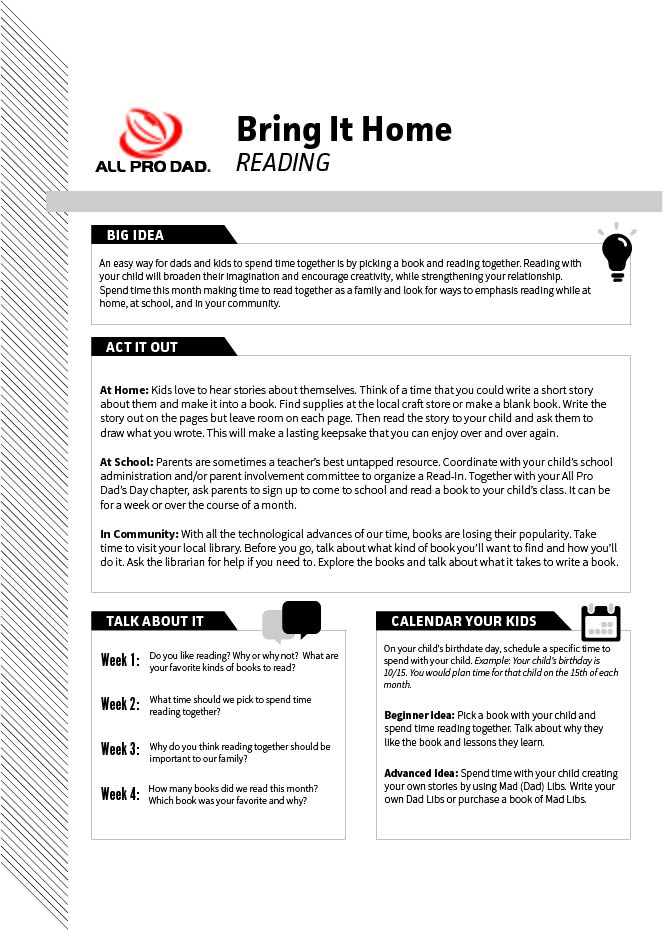 Bring It Home
ALL PRO DAD.
READING
BIG IDEA
An easy way for dads and kids to spend time together is by picking a book and reading together. Reading with
your child will broaden their imagination and encourage creativity, while strengthening your relationship.
Spend time this month making time to read together as a family and look for ways to emphasis reading while at
home, at school, and in your community.
ACT IT OUT
At Home: Kids love to hear stories about themselves. Think of a time that you could write a short story
about them and make it into a book. Find supplies at the local craft store or make a blank book. Write the
story out on the pages but leave room on each page. Then read the story to your child and ask them to
draw what you wrote. This will make a lasting keepsake that you can enjoy over and over again.
At School: Parents are sometimes a teacher's best untapped resource. Coordinate with your child's school
administration and/or parent involvement committee to organize a Read-In. Together with your All Pro
Dad's Day chapter, ask parents to sign up to come to school and read a book to your child's class. It can be
for a week or over the course of a month.
In Community: With all the technological advances of our time, books are losing their popularity. Take
time to visit your local library. Before you go, talk about what kind of book you'll want to find and how you'll
do it. Ask the librarian for help if you need to. Explore the books and talk about what it takes to write a book.
TALK ABOUT IT
Week 1: Do you like reading? Why or why not? What are
your favorite kinds of books to read?
Week 2: What time should we pick to spend time
reading together?
Week 3: Why do you think reading together should be
important to our family?
Week 4: How many books did we read this month?
Which book was your favorite and why?
CALENDAR YOUR KIDS
On your child's birthdate day, schedule a specific time to
spend with your child. Example: Your child's birthday is
10/15. You would plan time for that child on the 15th of each
month.
Beginner Idea: Pick a book with your child and
spend time reading together. Talk about why they
like the book and lessons they learn.
Advanced Idea: Spend time with your child creating
your own stories by using Mad (Dad) Libs. Write your
own Dad Libs or purchase a book of Mad Libs.